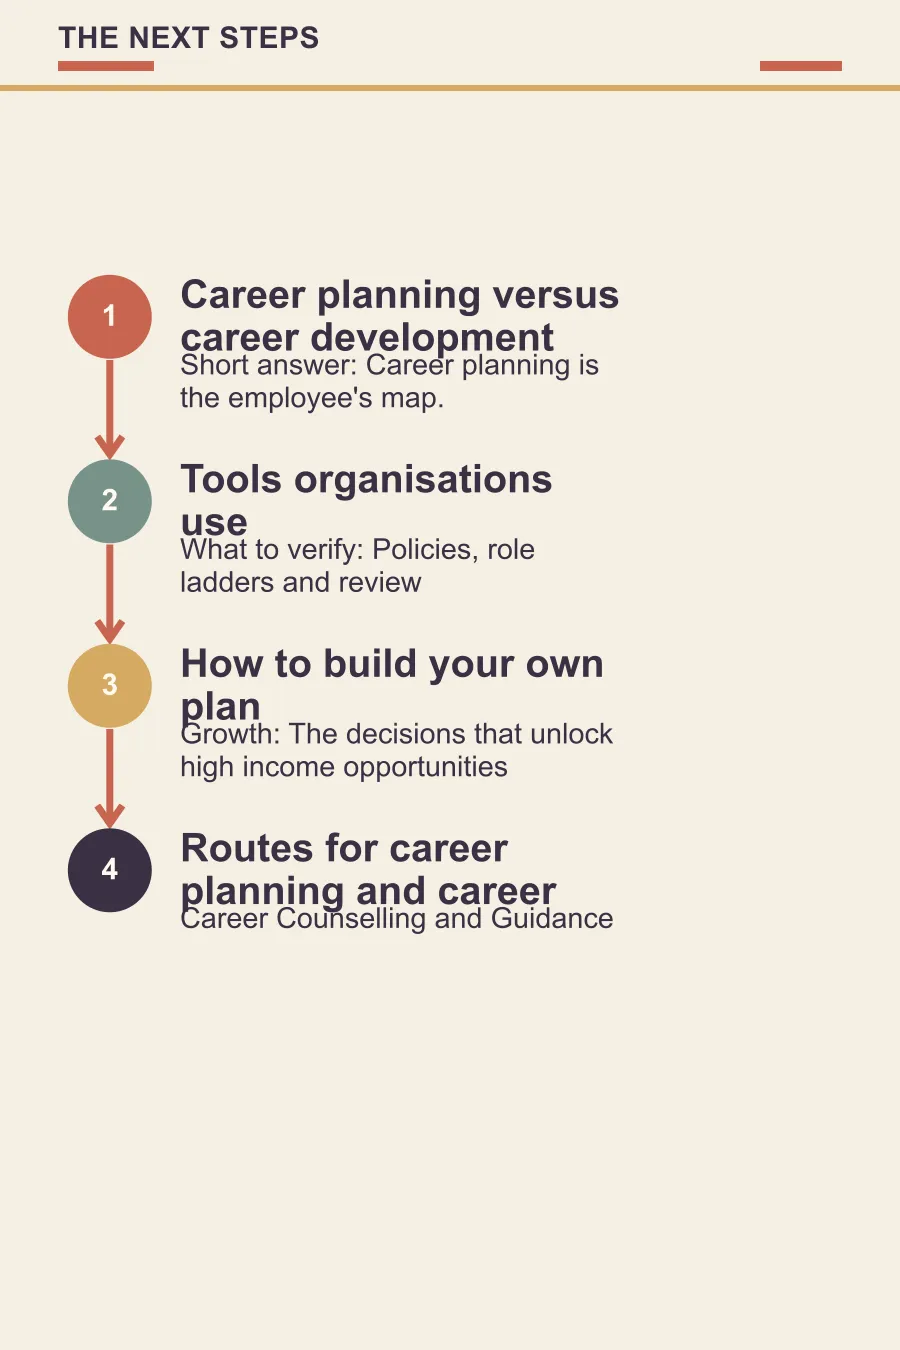 THE NEXT STEPS
1
Career planning versus
career development
Short answer: Career planning is
the employee's map.
2
Tools organisations
use
What to verify: Policies, role
ladders and review
3
How to build your own
plan
Growth: The decisions that unlock
high income opportunities
4
Routes for career
planning and career
Career Counselling and Guidance